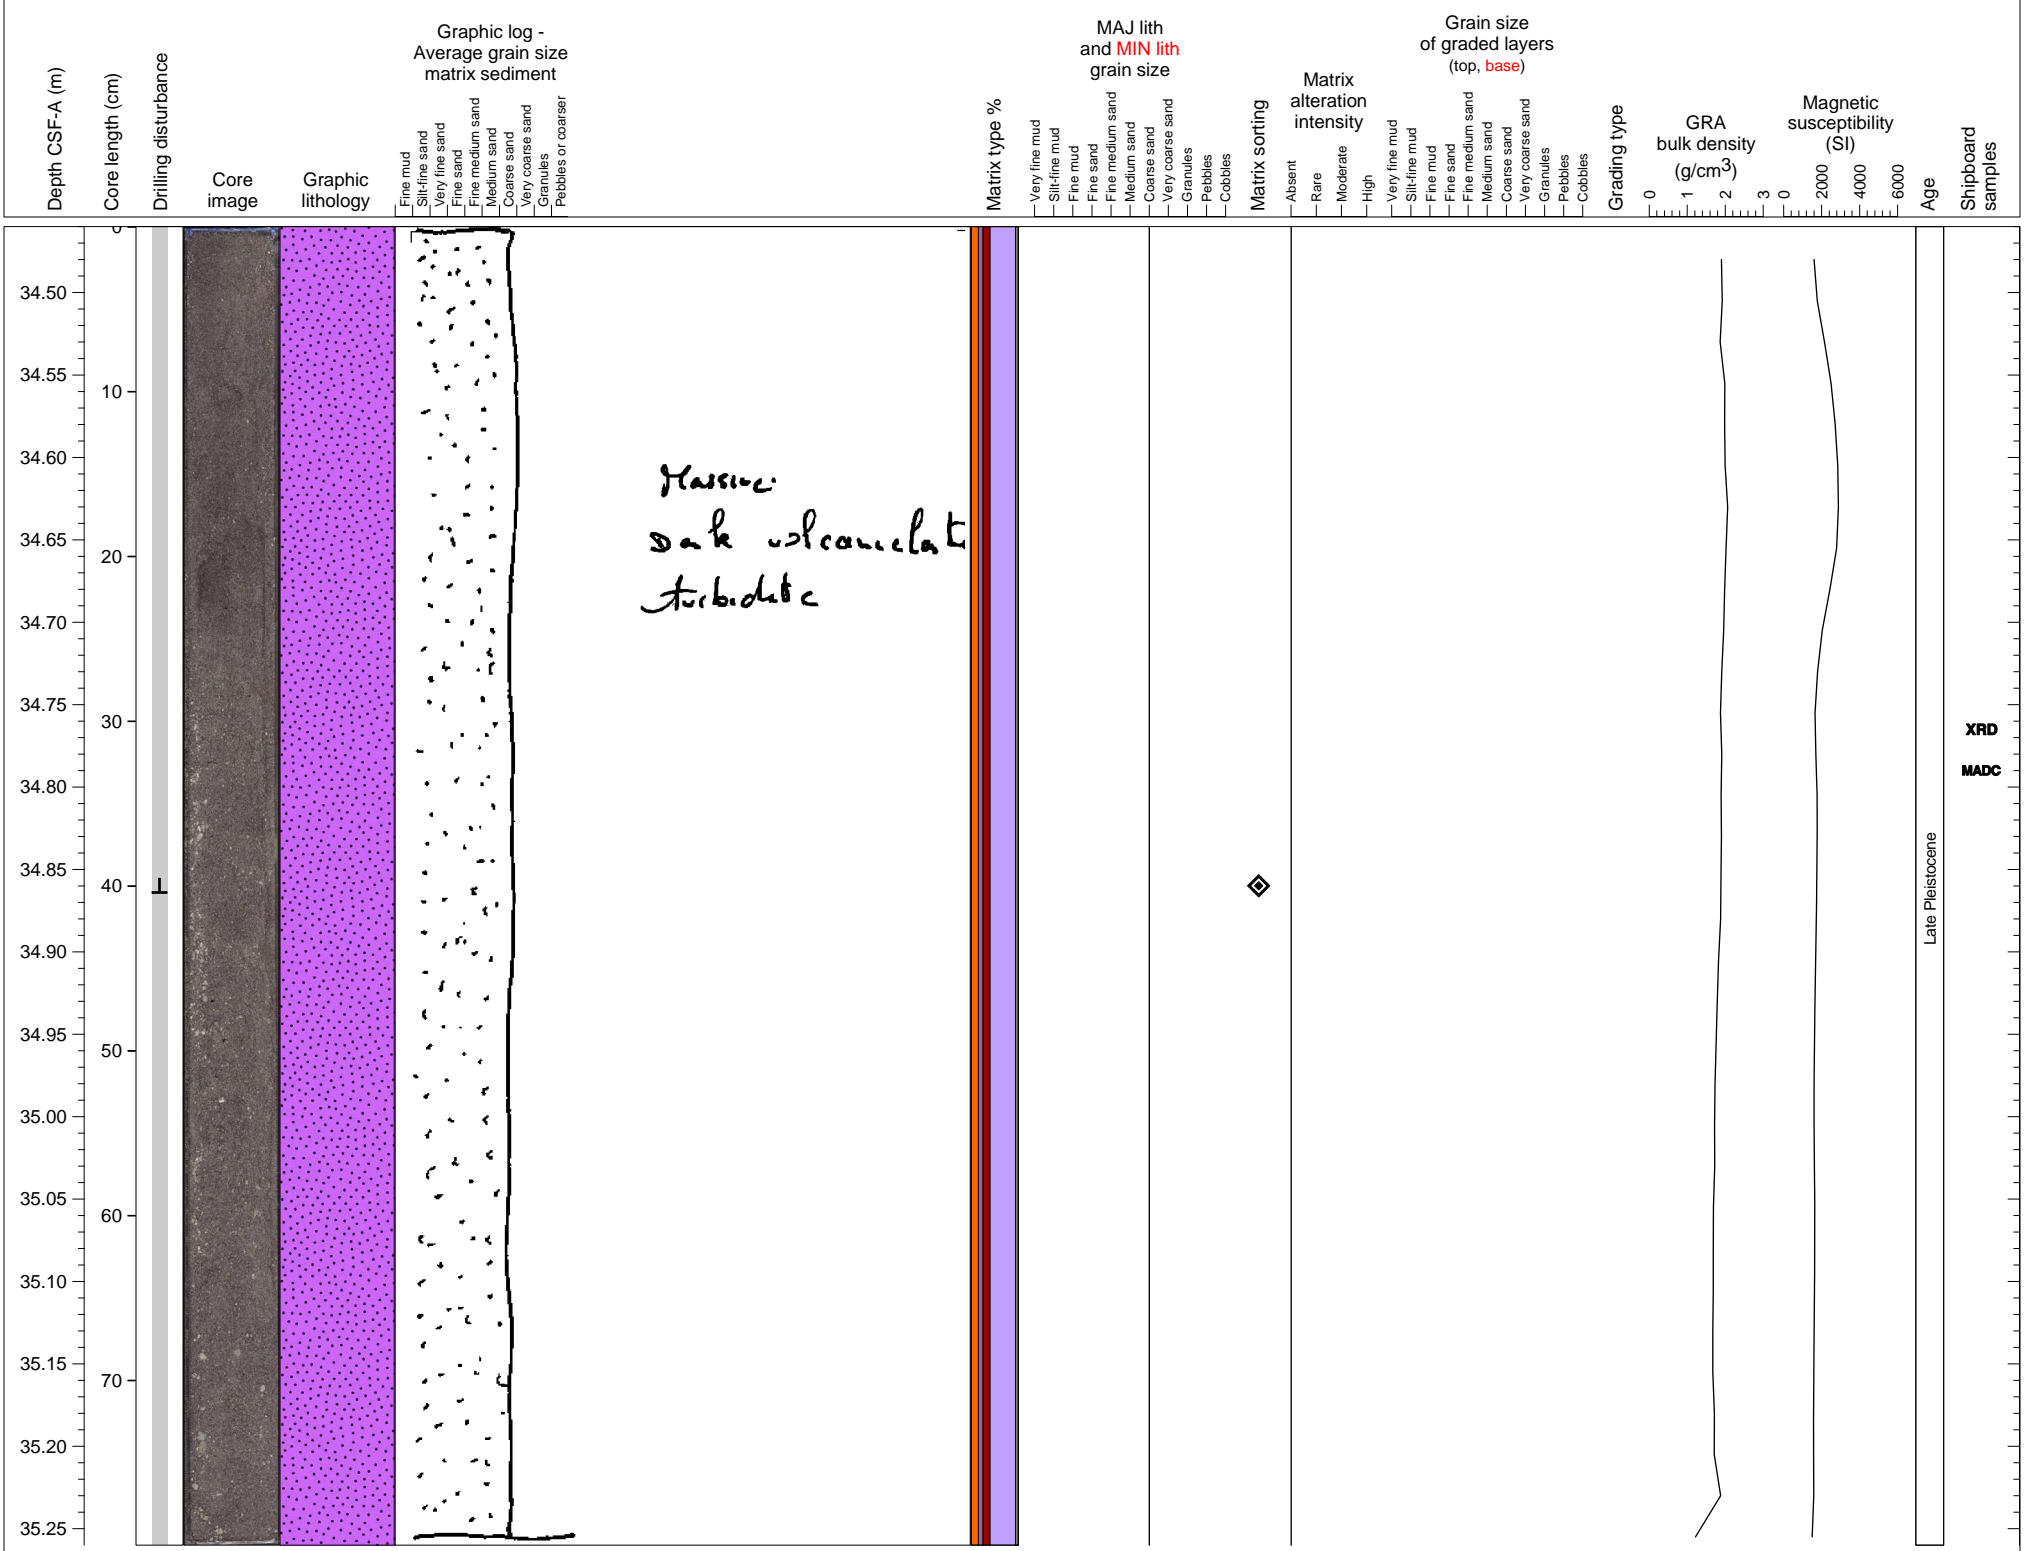 Graphic log -
Average grain size
matrix sediment
MAJ lith
and MIN lith
grain size
Grain size
of graded layers
(top, base)
Matrix
alteration
intensity
GRA
bulk density
(g/cm3)
Magnetic
susceptibility
(SI)
Depth CSF-A (m)
Core length (cm)
Drilling disturbance
Core
image
Graphic
lithology
Fine mud
Silt-fine sand
Very fine sand
Fine sand
Fine medium sand
Medium sand
Coarse sand
Very coarse sand
Granules
Pebbles or coarser
Matrix type %
Very fine mud
Silt-fine mud
Fine mud
Fine sand
Fine medium sand
Medium sand
Coarse sand
Very coarse sand
Granules
Pebbles
Cobbles
Matrix sorting
Absent
Rare
Moderate
High
Very fine mud
Silt-fine mud
Fine mud
Fine sand
Fine medium sand
Medium sand
Coarse sand
Very coarse sand
Granules
Pebbles
Cobbles
Grading type
0 1 2 3
0 2000 4000 6000
Age
Shipboard
samples
0
34.50
34.55
10
34.60
34.65
20
34.70
34.75
30
34.80
34.85
40
34.90
34.95
50
35.00
35.05
60
35.10
35.15
70
35.20
35.25
Massive
Dark volcaniclast
turbidite
XRD
MADC
Late Pleistocene